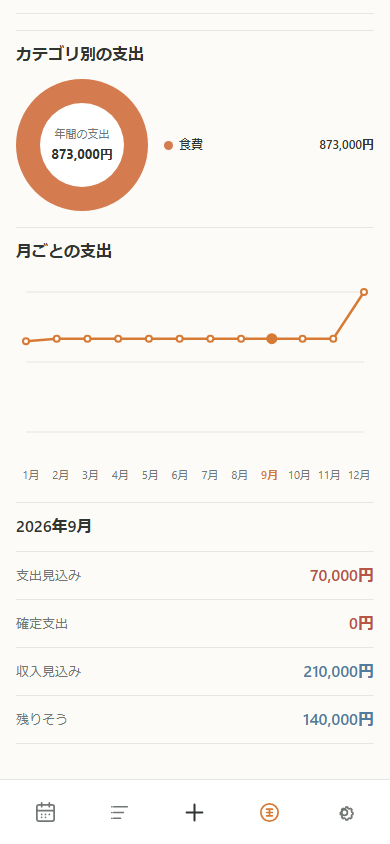 カテゴリ別の支出
年間の支出
873,000円
食費
873,000円
月ごとの支出
1月 2月 3月 4月 5月 6月 7月 8月 9月 10月 11月 12月
2026年9月
支出見込み 70,000円
確定支出 0円
収入見込み 210,000円
残りそう 140,000円